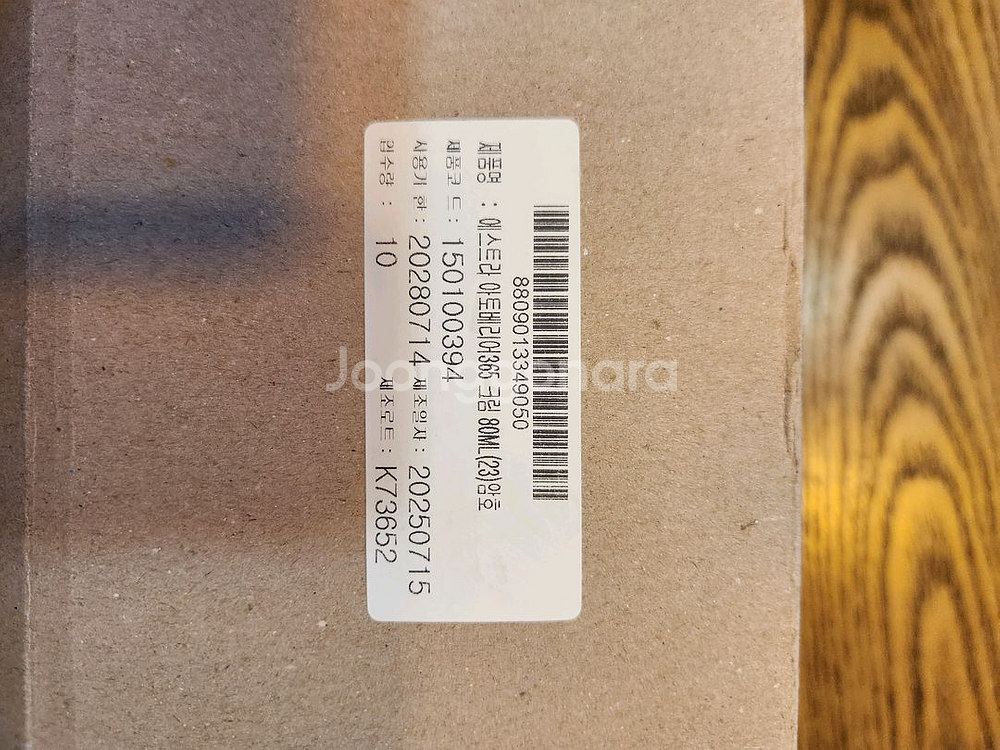 8809013349050
제품명 : 에스트라 아토베리어365 크림 80ML(23)암호
제품코드 : 150100394
사용기한 : 20280714 제조일자 : 20250715
입수량 : 10 제조로트 : K73652
Joonggonara